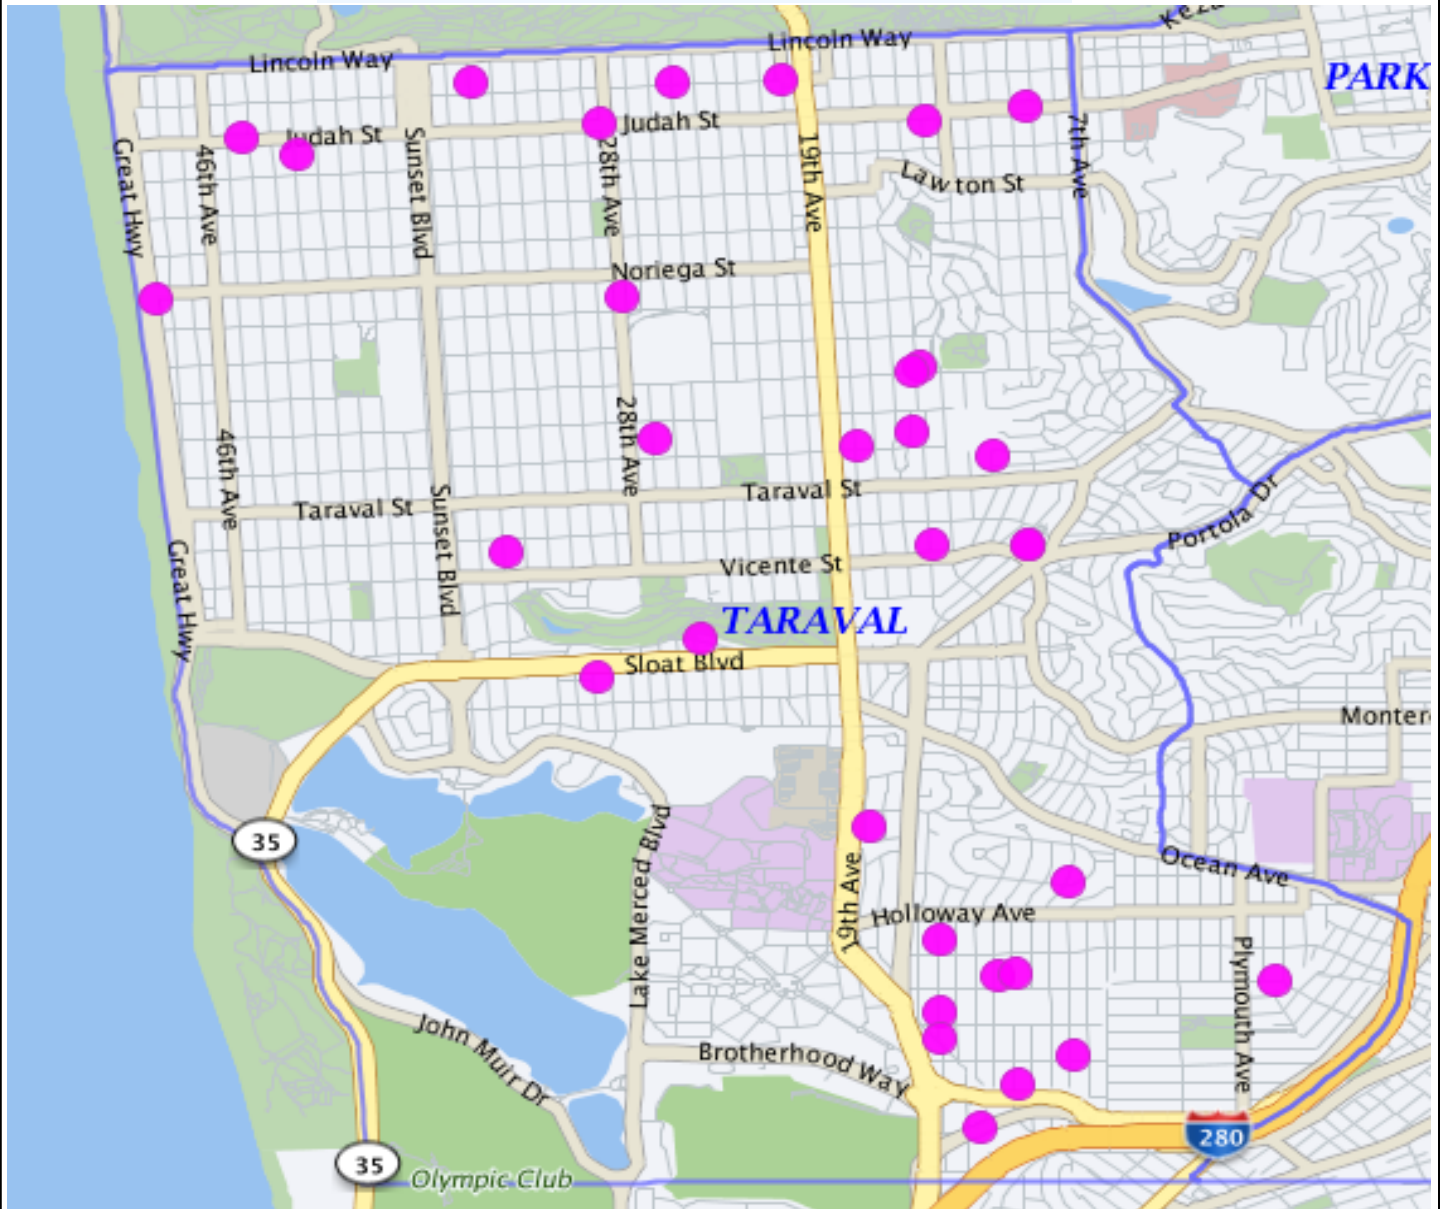 Keza
Lincoln Way
Lincoln Way
PARK
Judah St
Judah St
Great Hwy
46th Ave
Sunset Blvd
28th Ave
19th Ave
7th Ave
Lawton St
Noriega St
28th Ave
46th Ave
Taraval St
Sunset Blvd
Taraval St
Portola Dr
Great Hwy
Vicente St
TARAVAL
Sloat Blvd
Monter
35
Lake Merced Blvd
19th Ave
Ocean Ave
Holloway Ave
Plymouth Ave
John Muir Dr
Brotherhood Way
280
35
Olympic Club